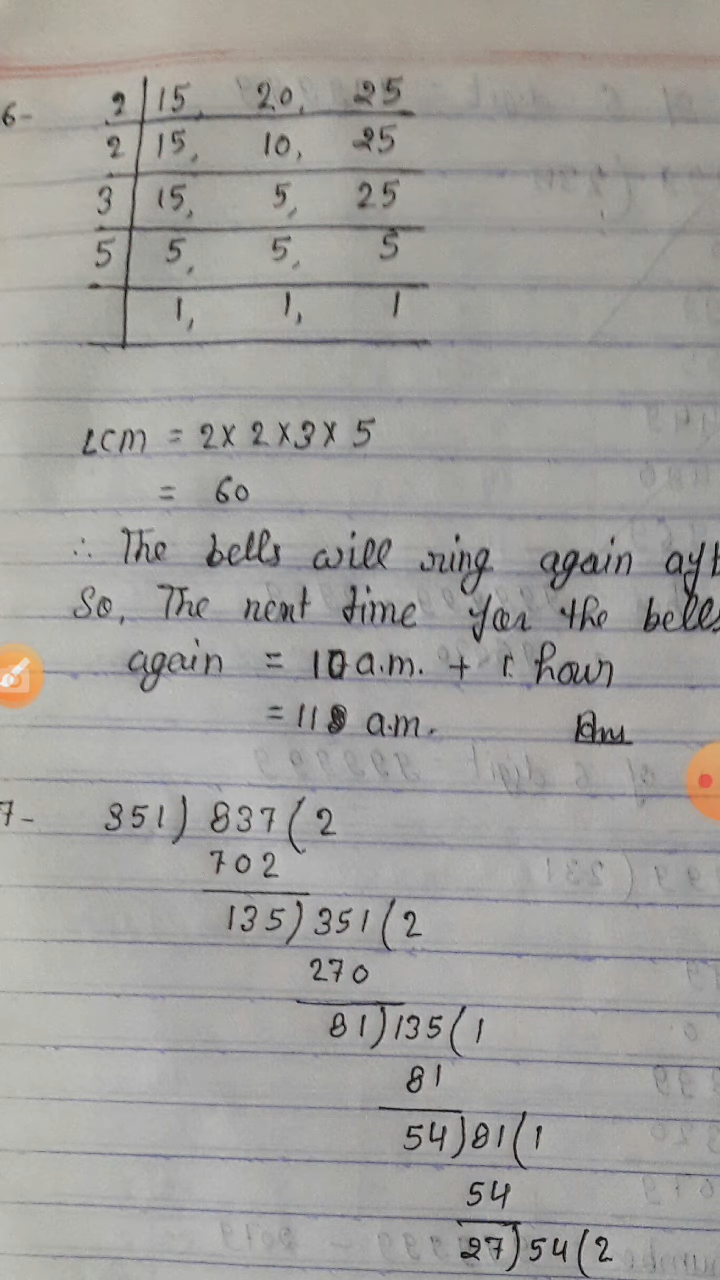 6- 2 | 15, 20, 25
2 | 15, 10, 25
3 | 15, 5, 25
5 | 5, 5, 5
1, 1, 1
LCM = 2 x 2 x 3 x 5
= 60
∴ The bells will ring again
So, The next time for the bells
again = 10 a.m. + 1 hour
= 11 a.m. Ans
7- 351) 837 (2
702
135) 351 (2
270
81) 135 (1
81
54) 81 (1
54
27) 54 (2